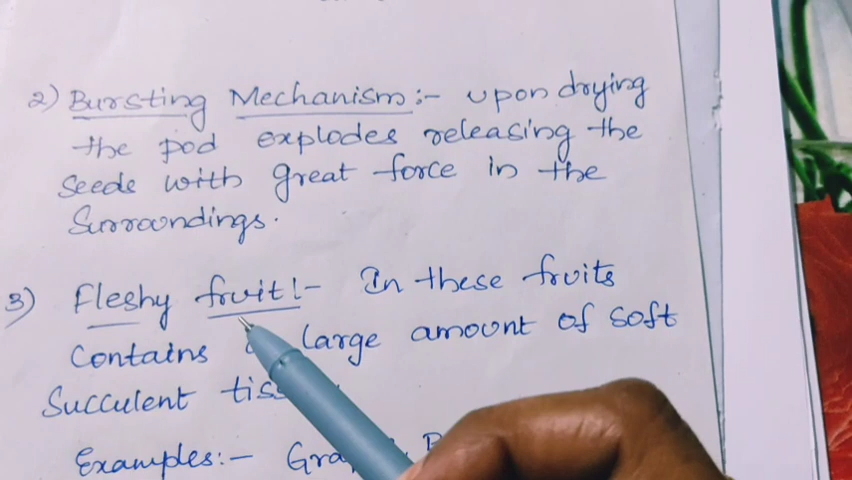 2) Bursting Mechanism:- upon drying
the pod explodes releasing the
Seeds with great force in the
Surroundings.
3) Fleshy fruit:- In these fruits
Contains large amount of soft
Succulent
Examples:-